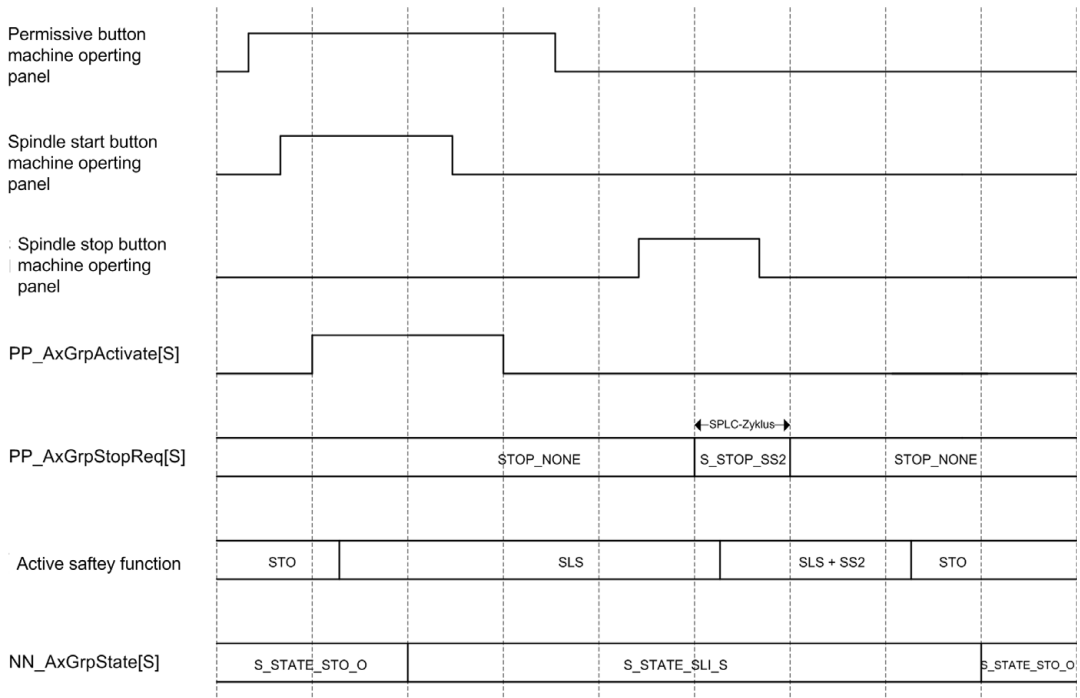 Permissive button
machine operting
panel
Spindle start button
machine operting
panel
Spindle stop button
machine operting
panel
PP_AxGrpActivate[S]
SPLC-Zyklus
PP_AxGrpStopReq[S]
STOP_NONE
S_STOP_SS2
STOP_NONE
Active saftey function
STO
SLS
SLS + SS2
STO
NN_AxGrpState[S]
S_STATE_STO_O
S_STATE_SLI_S
S_STATE_STO_O